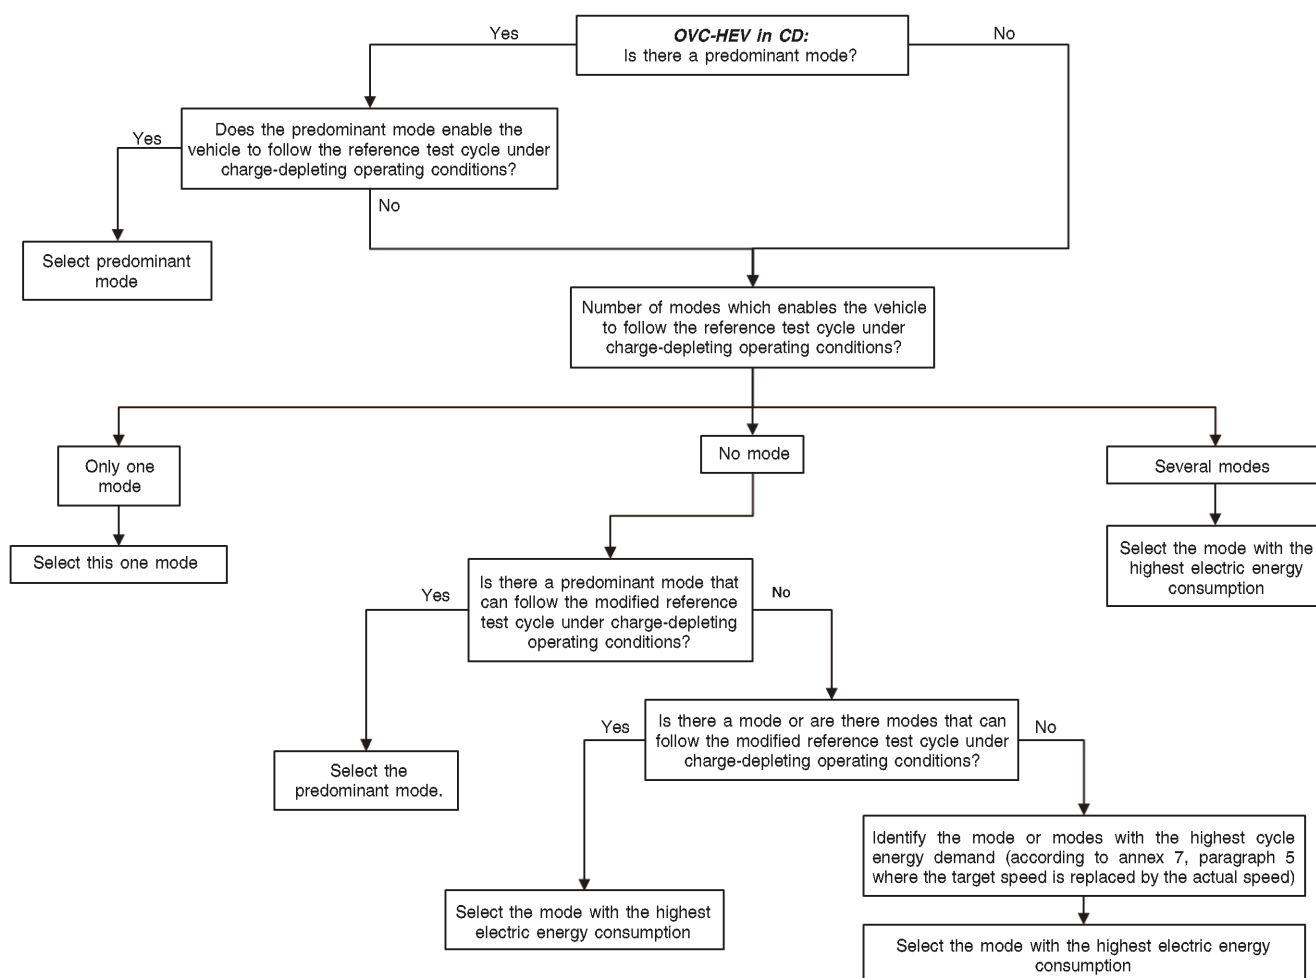 Yes
OVC-HEV in CD:
Is there a predominant mode?
No
Yes
Does the predominant mode enable the
vehicle to follow the reference test cycle under
charge-depleting operating conditions?
No
Select predominant
mode
Number of modes which enables the vehicle
to follow the reference test cycle under
charge-depleting operating conditions?
Only one
mode
No mode
Several modes
Select this one mode
Select the mode with the
highest electric energy
consumption
Yes
Is there a predominant mode that
can follow the modified reference
test cycle under charge-depleting
operating conditions?
No
Yes
Is there a mode or are there modes that can
follow the modified reference test cycle under
charge-depleting operating conditions?
No
Select the
predominant mode.
Identify the mode or modes with the highest cycle
energy demand (according to annex 7, paragraph 5
where the target speed is replaced by the actual speed)
Select the mode with the highest
electric energy consumption
Select the mode with the highest electric energy
consumption